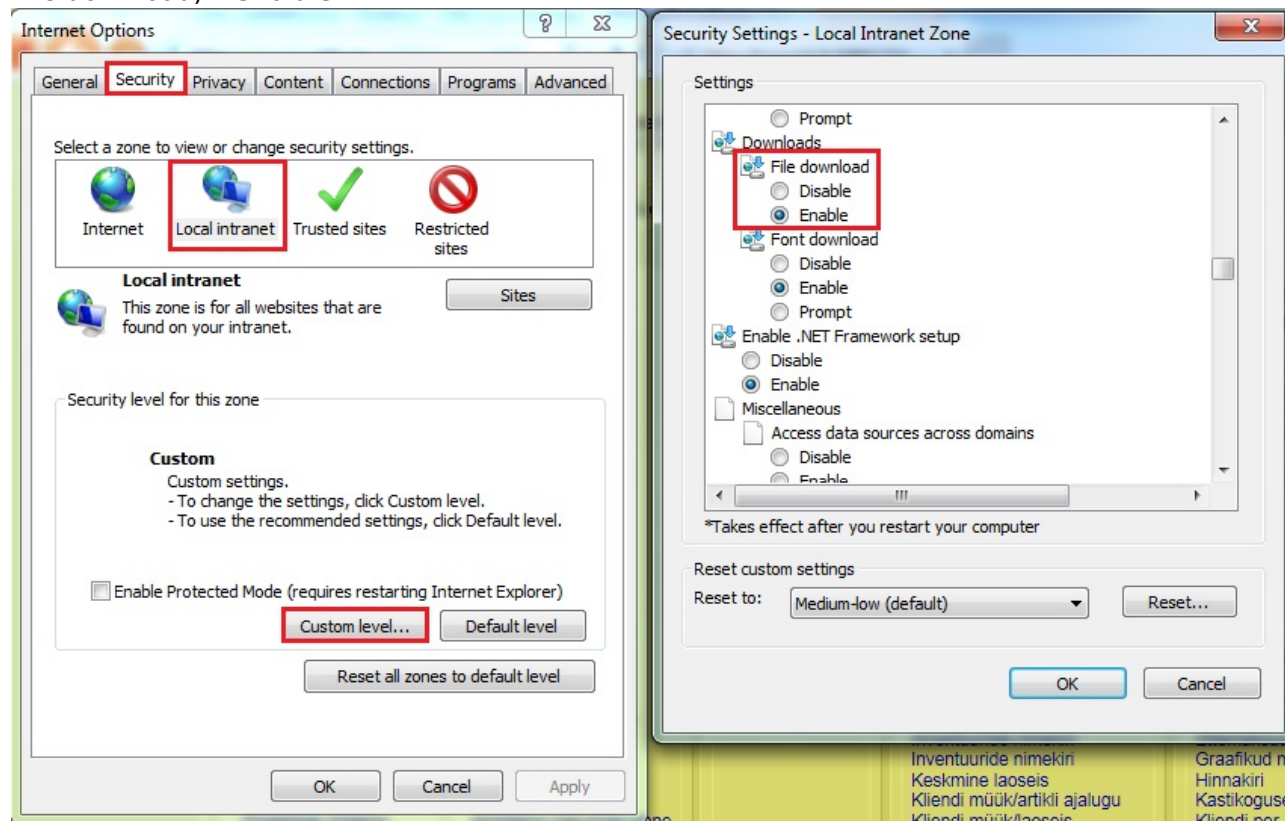 Internet Options
General Security Privacy Content Connections Programs Advanced
Select a zone to view or change security settings.
Internet Local intranet Trusted sites Restricted
sites
Local intranet
This zone is for all websites that are
found on your intranet.
Sites
Security level for this zone
Custom
Custom settings.
- To change the settings, click Custom level.
- To use the recommended settings, click Default level.
Enable Protected Mode (requires restarting Internet Explorer)
Custom level... Default level
Reset all zones to default level
OK Cancel Apply
Security Settings - Local Intranet Zone
Settings
Prompt
Downloads
File download
Disable
Enable
Font download
Disable
Enable
Prompt
Enable .NET Framework setup
Disable
Enable
Miscellaneous
Access data sources across domains
Disable
Enable
*Takes effect after you restart your computer
Reset custom settings
Reset to: Medium-low (default) Reset...
OK Cancel
Inventuuride nimekiri
Graafikud
Keskmine laoseis
Hinnakiri
Kliendi müük/artikli ajalugu
Kliendi müük/laoseis